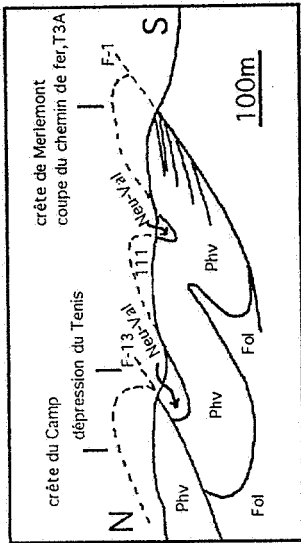 crête du Camp
dépression du Tenis
crête de Merlemont
coupe du chemin de fer,T3A
N
F-13
Neu-Val
111
Neu-Val
F-1
S
Phv
Phv
Phv
Fol
Fol
100m